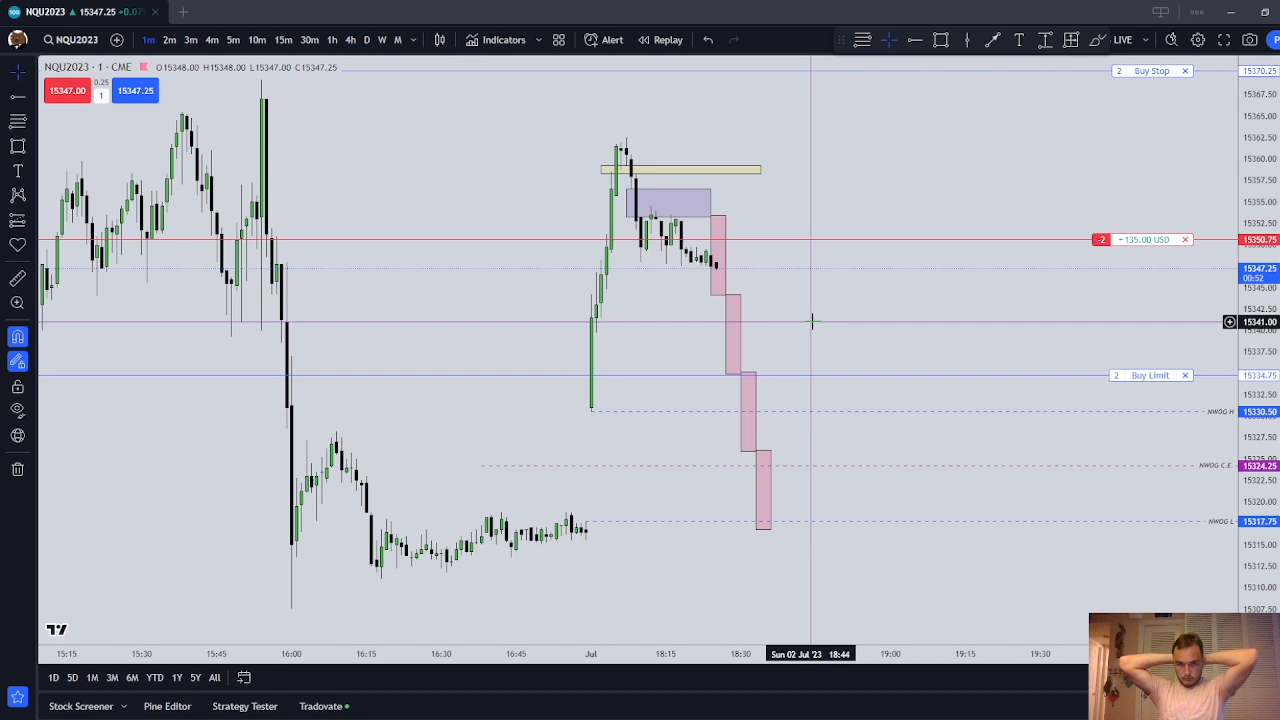 NQU2023 ▲ 15347.25 +0.07%
NQU2023 1m 2m 3m 4m 5m 10m 15m 30m 1h 4h D W M Indicators Alert Replay LIVE P
NQU2023 · 1 · CME O15348.00 H15348.00 L15347.00 C15347.25
15347.00 0.25 1 15347.25
2 Buy Stop 15370.25
15367.50
15365.00
15362.50
15360.00
15357.50
15355.00
15352.50
-2 +135.00 USD 15350.75
15347.25
00:52
15345.00
15342.50
15341.00
15340.00
15337.50
2 Buy Limit 15334.75
15332.50
NWOG H 15330.50
15327.50
NWOG C.E. 15324.25
15322.50
15320.00
NWOG L 15317.75
15315.00
15312.50
15310.00
15307.50
15:15 15:30 15:45 16:00 16:15 16:30 16:45 Jul 18:15 18:30 Sun 02 Jul '23 18:44 19:00 19:15 19:30
1D 5D 1M 3M 6M YTD 1Y 5Y All
Stock Screener Pine Editor Strategy Tester Tradovate